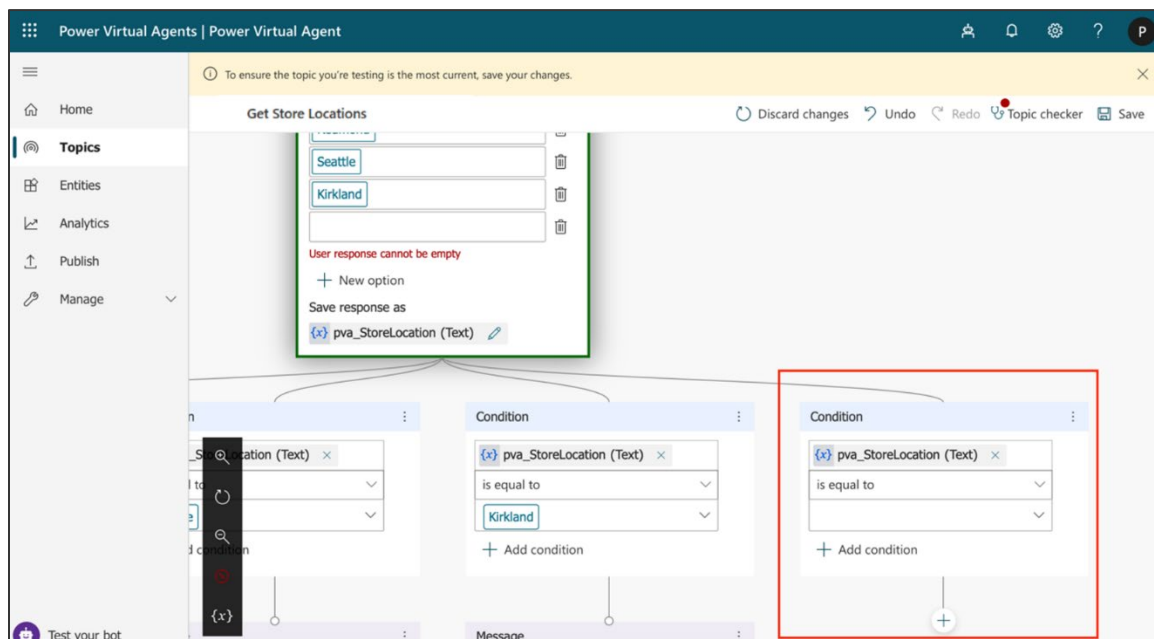 Power Virtual Agents | Power Virtual Agent
?
P
To ensure the topic you're testing is the most current, save your changes.
Home
Topics
Entities
Analytics
Publish
Manage
Test your bot
Get Store Locations
Discard changes
Undo
Redo
Topic checker
Save
Seattle
Kirkland
User response cannot be empty
New option
Save response as
{x} pva_StoreLocation (Text)
Location (Text)
{x}
Condition
{x} pva_StoreLocation (Text)
is equal to
Kirkland
Add condition
Message
Condition
{x} pva_StoreLocation (Text)
is equal to
Add condition